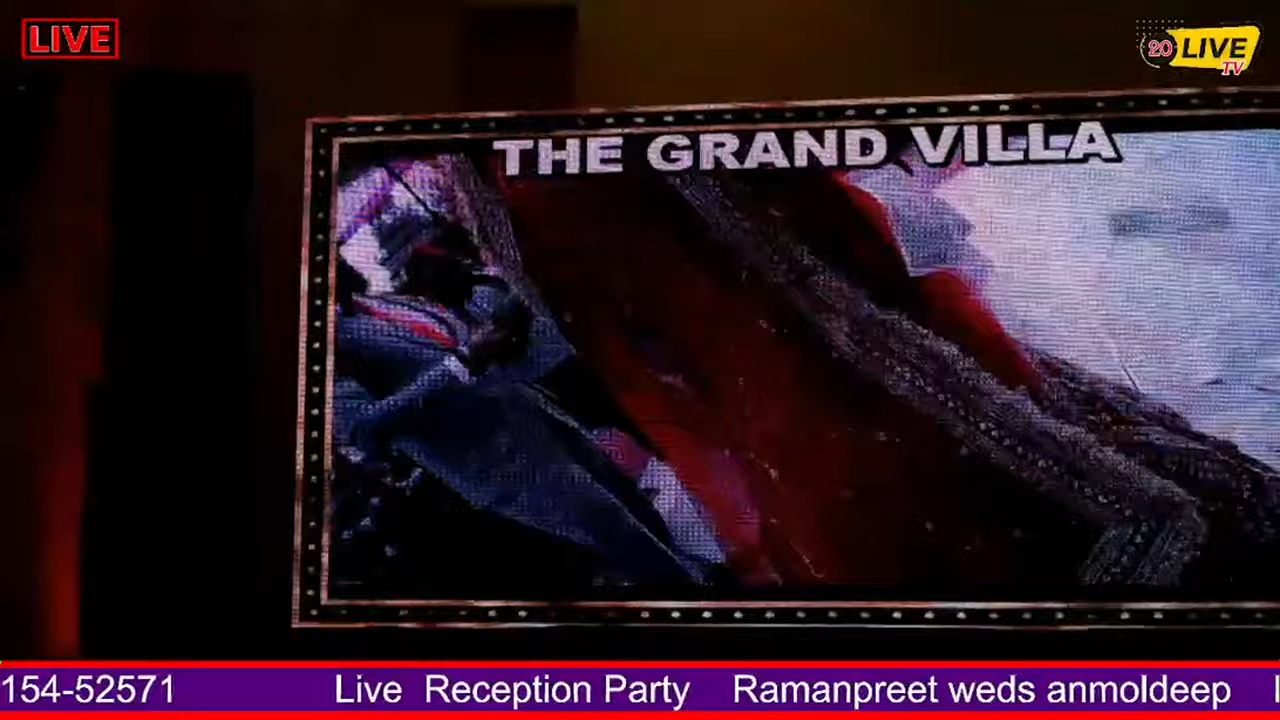 LIVE
20 LIVE
TV
THE GRAND VILLA
154-52571 Live Reception Party Ramanpreet weds anmoldeep